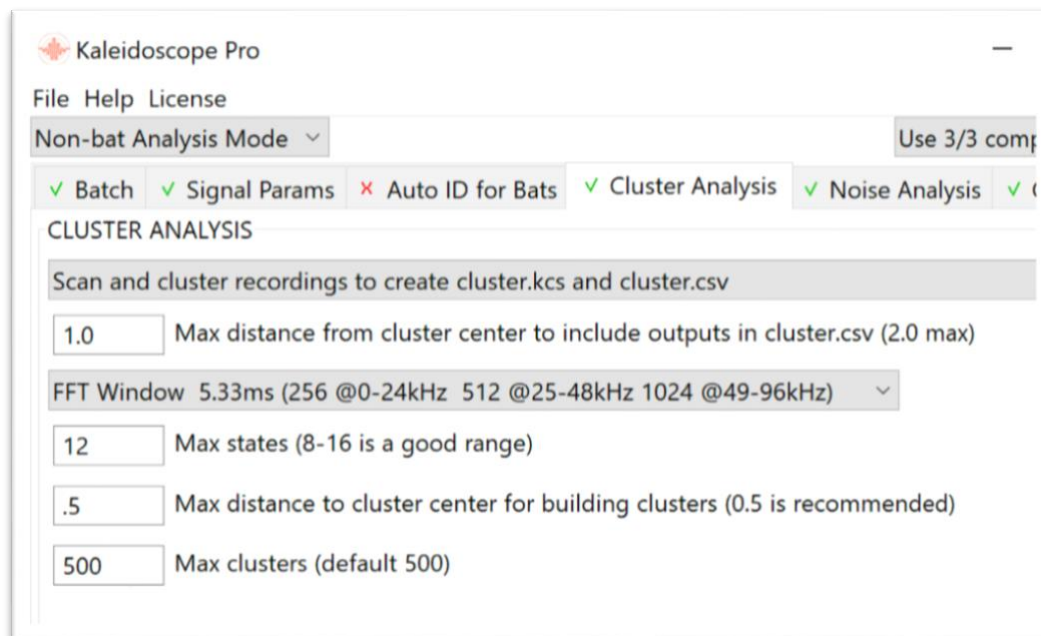 Kaleidoscope Pro
File Help License
Non-bat Analysis Mode Use 3/3
Batch Signal Params Auto ID for Bats Cluster Analysis Noise Analysis
CLUSTER ANALYSIS
Scan and cluster recordings to create cluster.kcs and cluster.csv
1.0 Max distance from cluster center to include outputs in cluster.csv (2.0 max)
FFT Window 5.33ms (256 @0-24kHz 512 @25-48kHz 1024 @49-96kHz)
12 Max states (8-16 is a good range)
.5 Max distance to cluster center for building clusters (0.5 is recommended)
500 Max clusters (default 500)